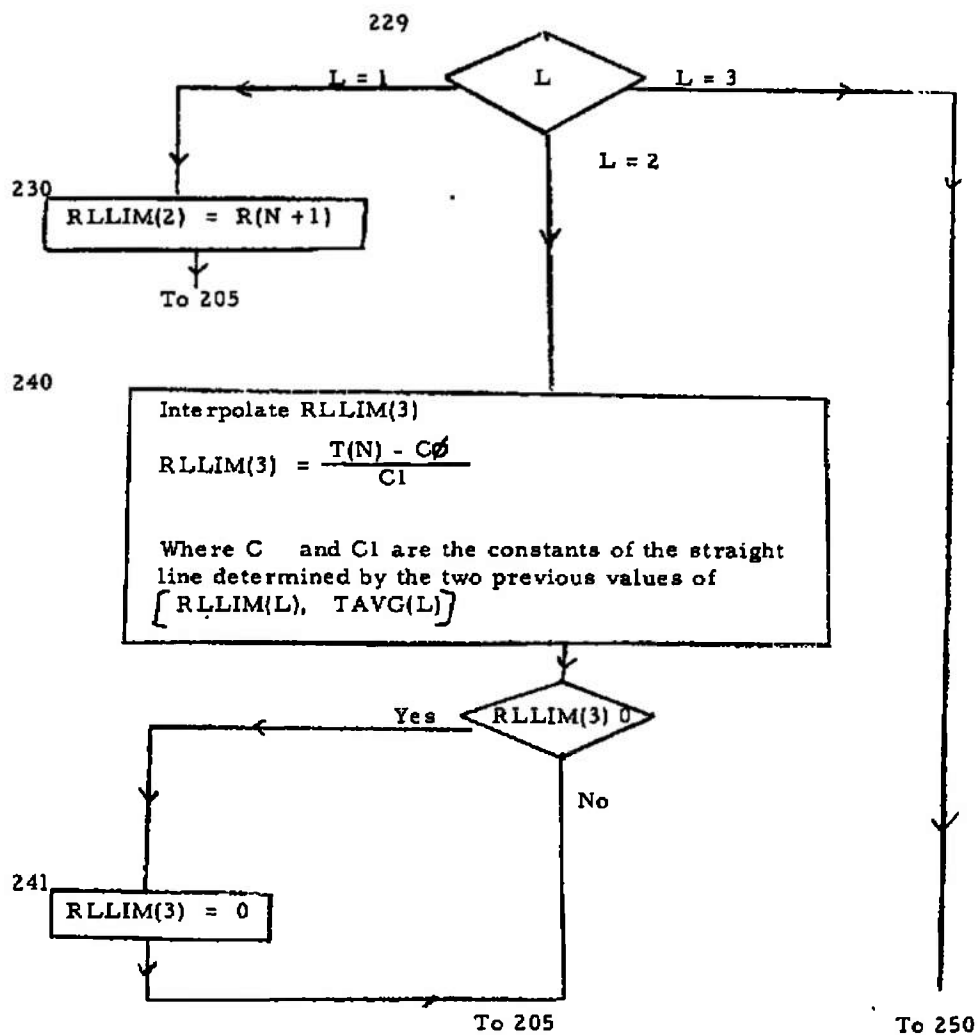 229
L
L = 1
L = 3
L = 2
230
RLLIM(2) = R(N +1)
To 205
240
Interpolate RLLIM(3)
RLLIM(3) = T(N) - CØ
C1
Where C and C1 are the constants of the straight
line determined by the two previous values of
[RLLIM(L), TAVG(L)]
RLLIM(3) 0
Yes
No
241
RLLIM(3) = 0
To 205
To 250